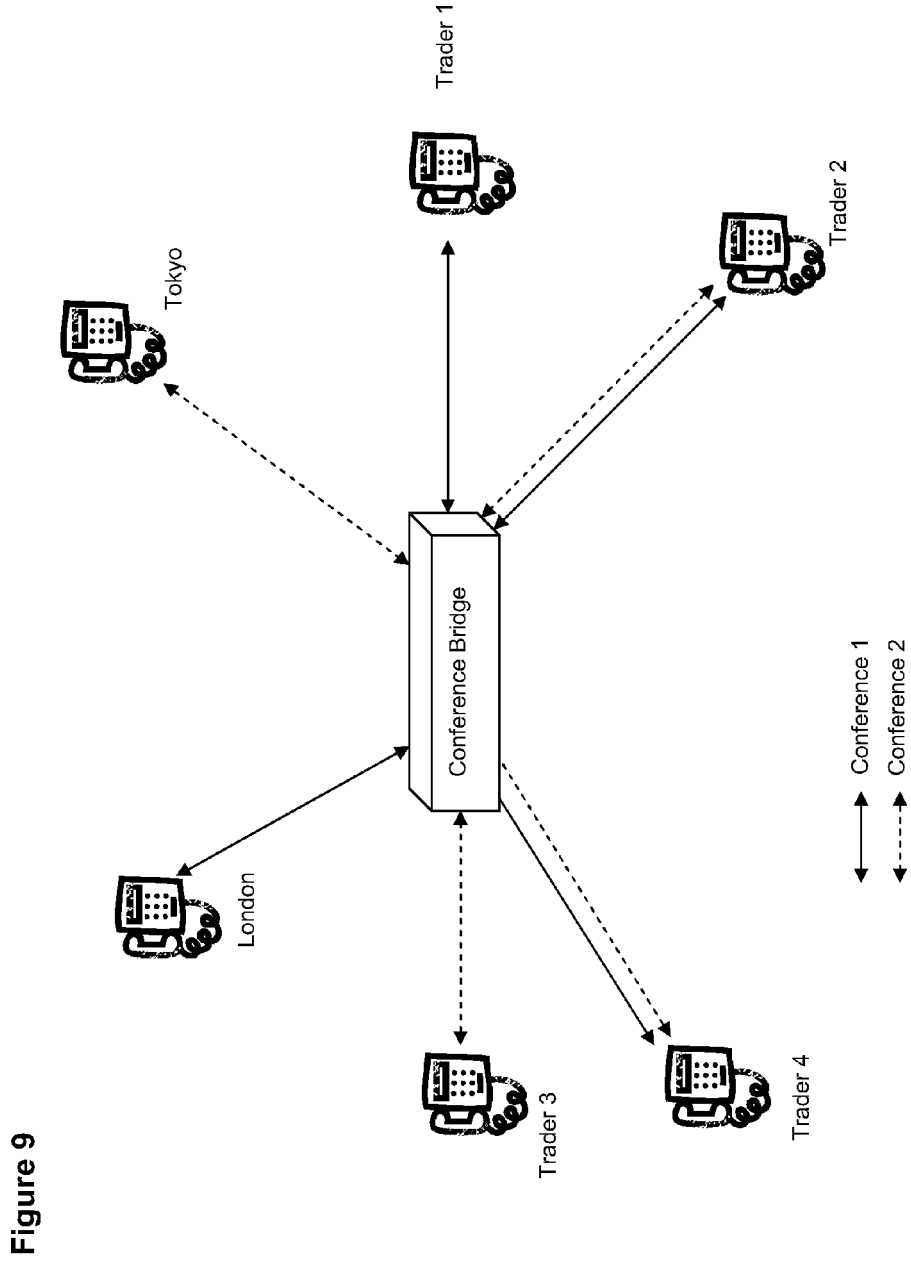 Figure 9
London
Tokyo
Trader 3
Conference Bridge
Trader 1
Trader 4
Trader 2
Conference 1
Conference 2